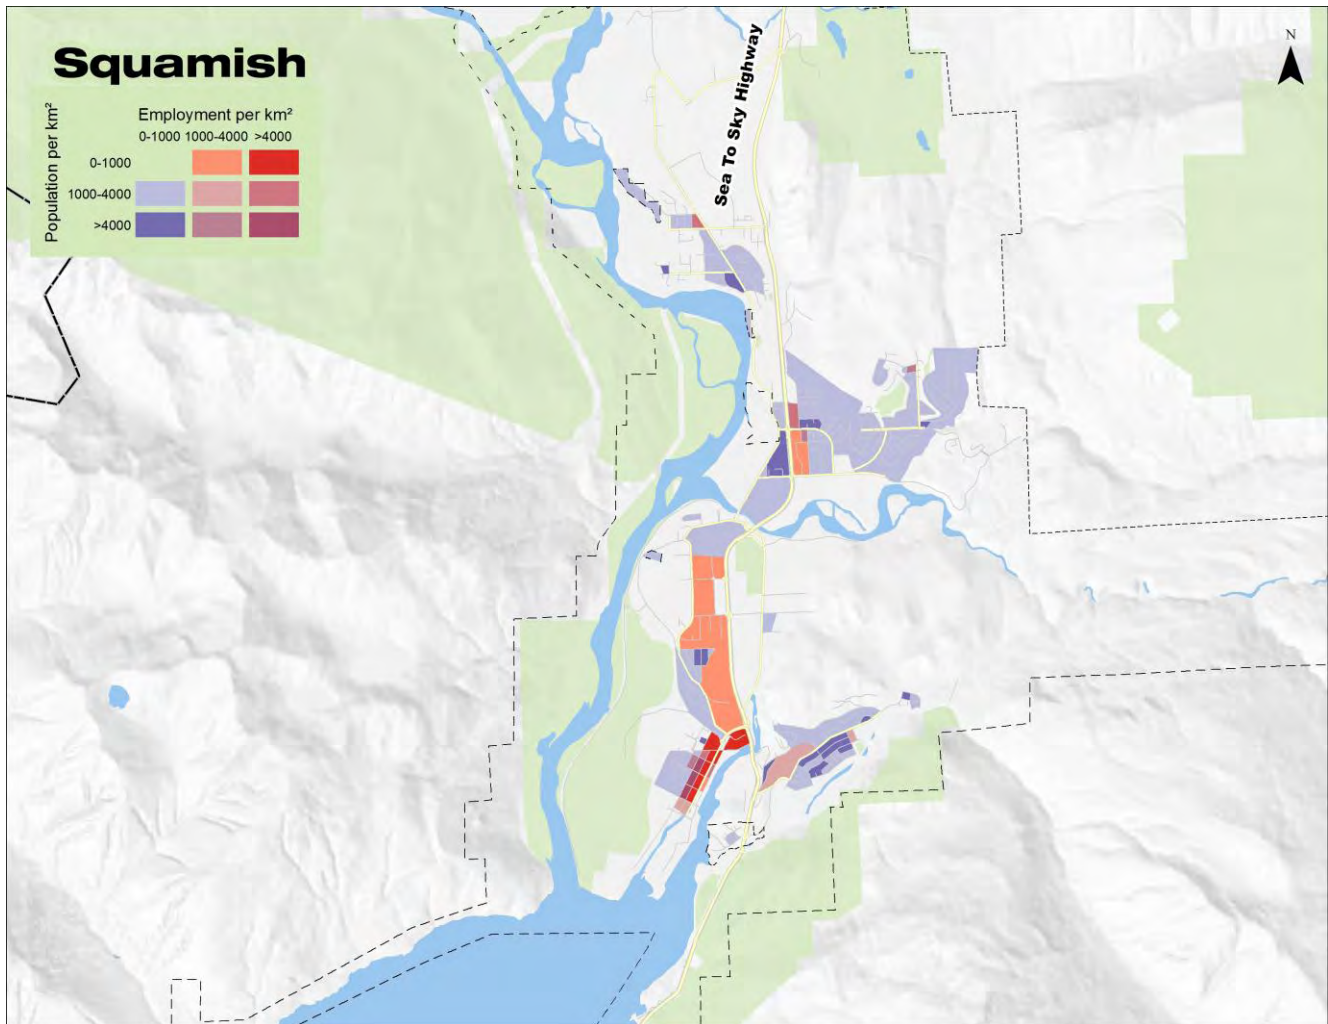 Squamish
Employment per km²
0-1000 1000-4000 >4000
Population per km²
0-1000
1000-4000
>4000
Sea To Sky Highway
N